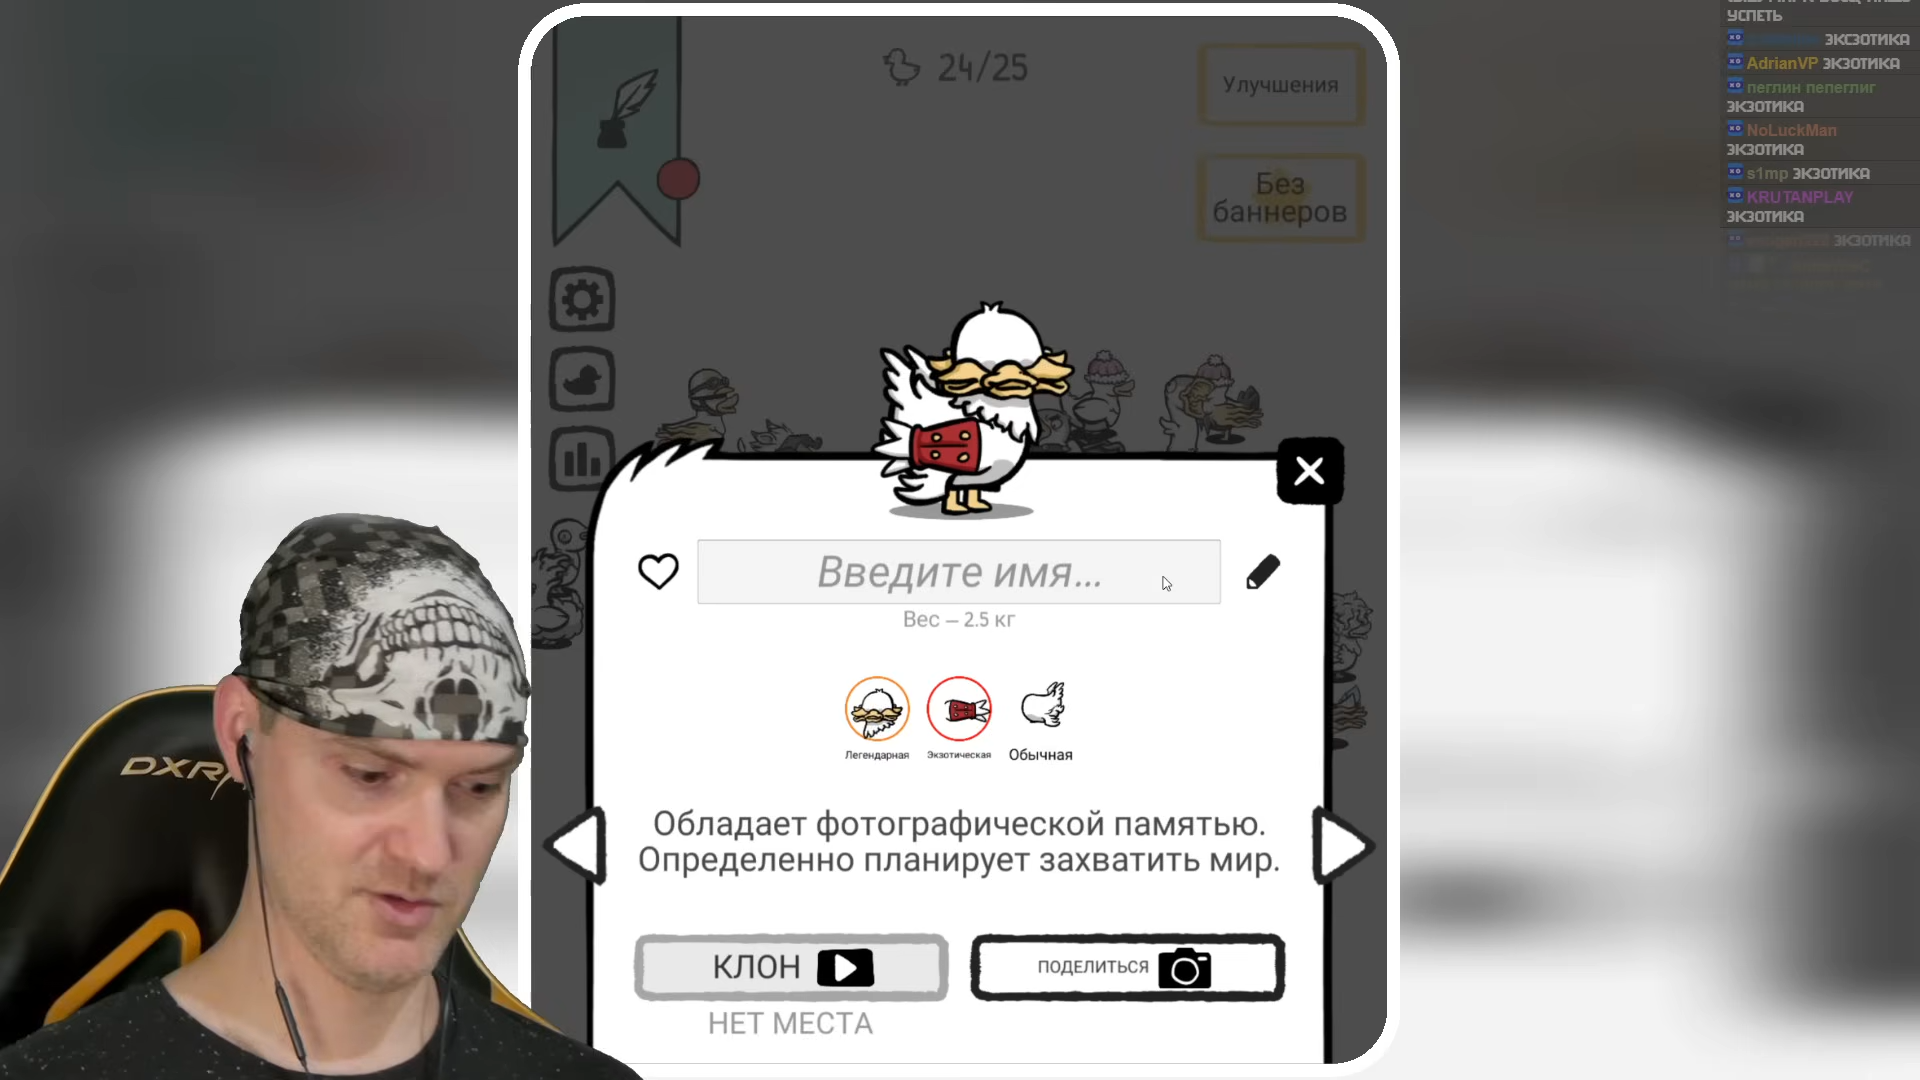 24/25
Улучшения
Без
баннеров
Введите имя...
Вес – 2.5 кг
Легендарная
Экзотическая
Обычная
Обладает фотографической памятью.
Определенно планирует захватить мир.
КЛОН
ПОДЕЛИТЬСЯ
НЕТ МЕСТА
УСПЕТЬ
ЭКСЗОТИКА
AdrianVP ЭКЗОТИКА
пеглин пепеглиг
ЭКЗОТИКА
NoLuckMan
ЭКЗОТИКА
s1mp ЭКЗОТИКА
KRUTANPLAY
ЭКЗОТИКА
ЭКЗОТИКА